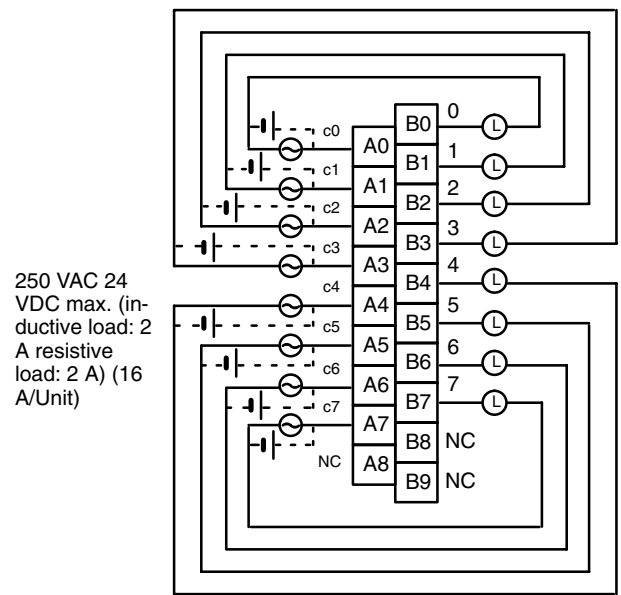 250 VAC 24
VDC max. (in-
ductive load: 2
A resistive
load: 2 A) (16
A/Unit)
c0
c1
c2
c3
c4
c5
c6
c7
NC
A0
A1
A2
A3
A4
A5
A6
A7
A8
B0
B1
B2
B3
B4
B5
B6
B7
B8
B9
0
1
2
3
4
5
6
7
NC
NC
L
L
L
L
L
L
L
L